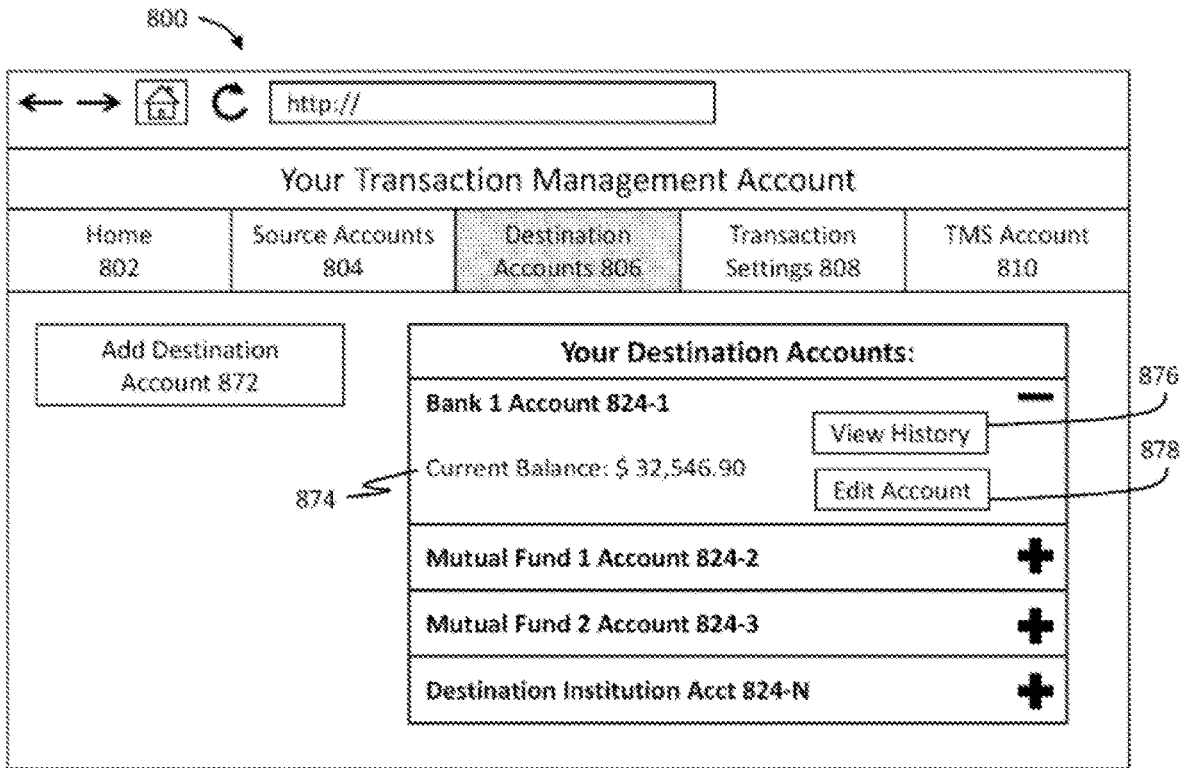 800
http://
Your Transaction Management Account
Home
802
Source Accounts
804
Destination
Accounts 806
Transaction
Settings 808
TMS Account
810
Add Destination
Account 872
Your Destination Accounts:
Bank 1 Account 824-1
View History
876
Current Balance: $ 32,546.90
874
Edit Account
878
Mutual Fund 1 Account 824-2
Mutual Fund 2 Account 824-3
Destination Institution Acct 824-N